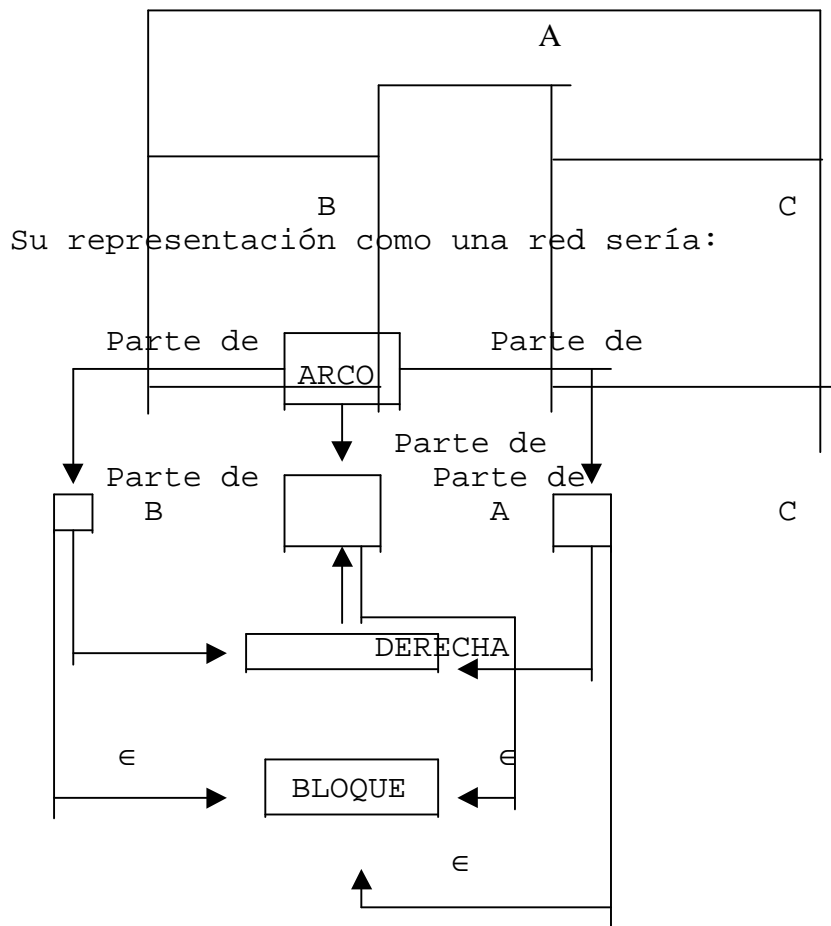 A
B C
Su representación como una red sería:
Parte de Parte de
ARCO
Parte de
Parte de Parte de
B A C
DERECHA
∈ ∈
BLOQUE
∈